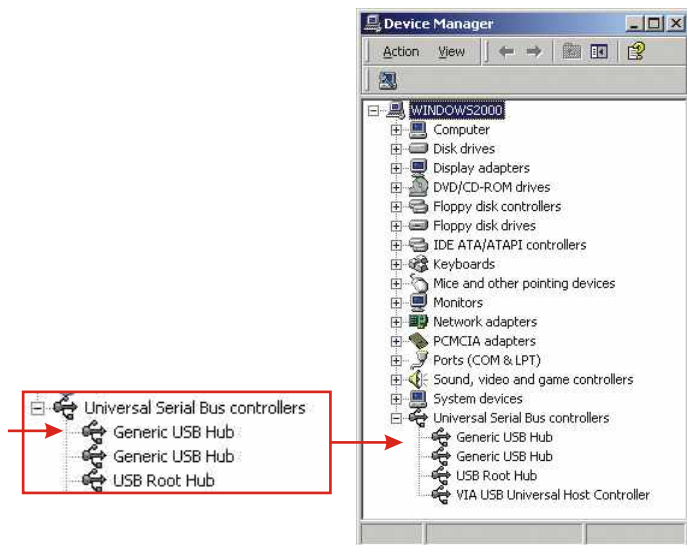 Device Manager
Action View
WINDOWS2000
Computer
Disk drives
Display adapters
DVD/CD-ROM drives
Floppy disk controllers
Floppy disk drives
IDE ATA/ATAPI controllers
Keyboards
Mice and other pointing devices
Monitors
Network adapters
PCMCIA adapters
Ports (COM & LPT)
Sound, video and game controllers
System devices
Universal Serial Bus controllers
Generic USB Hub
Generic USB Hub
USB Root Hub
VIA USB Universal Host Controller
Universal Serial Bus controllers
Generic USB Hub
Generic USB Hub
USB Root Hub